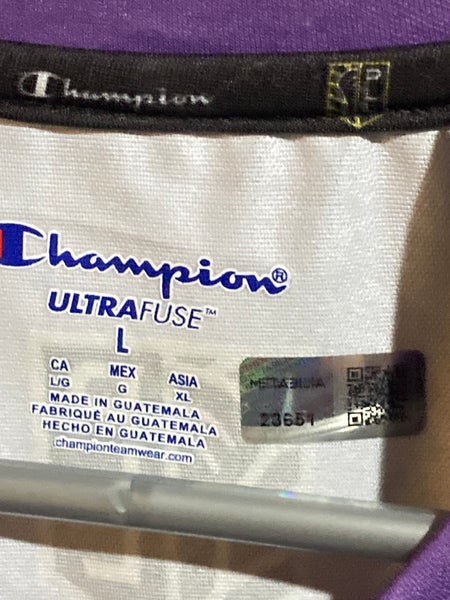 Champion
Champion®
ULTRAFUSE™
L
CA MEX ASIA
L/G G XL
MADE IN GUATEMALA
FABRIQUÉ AU GUATEMALA
HECHO EN GUATEMALA
championteamwear.com
METABILIA
23651